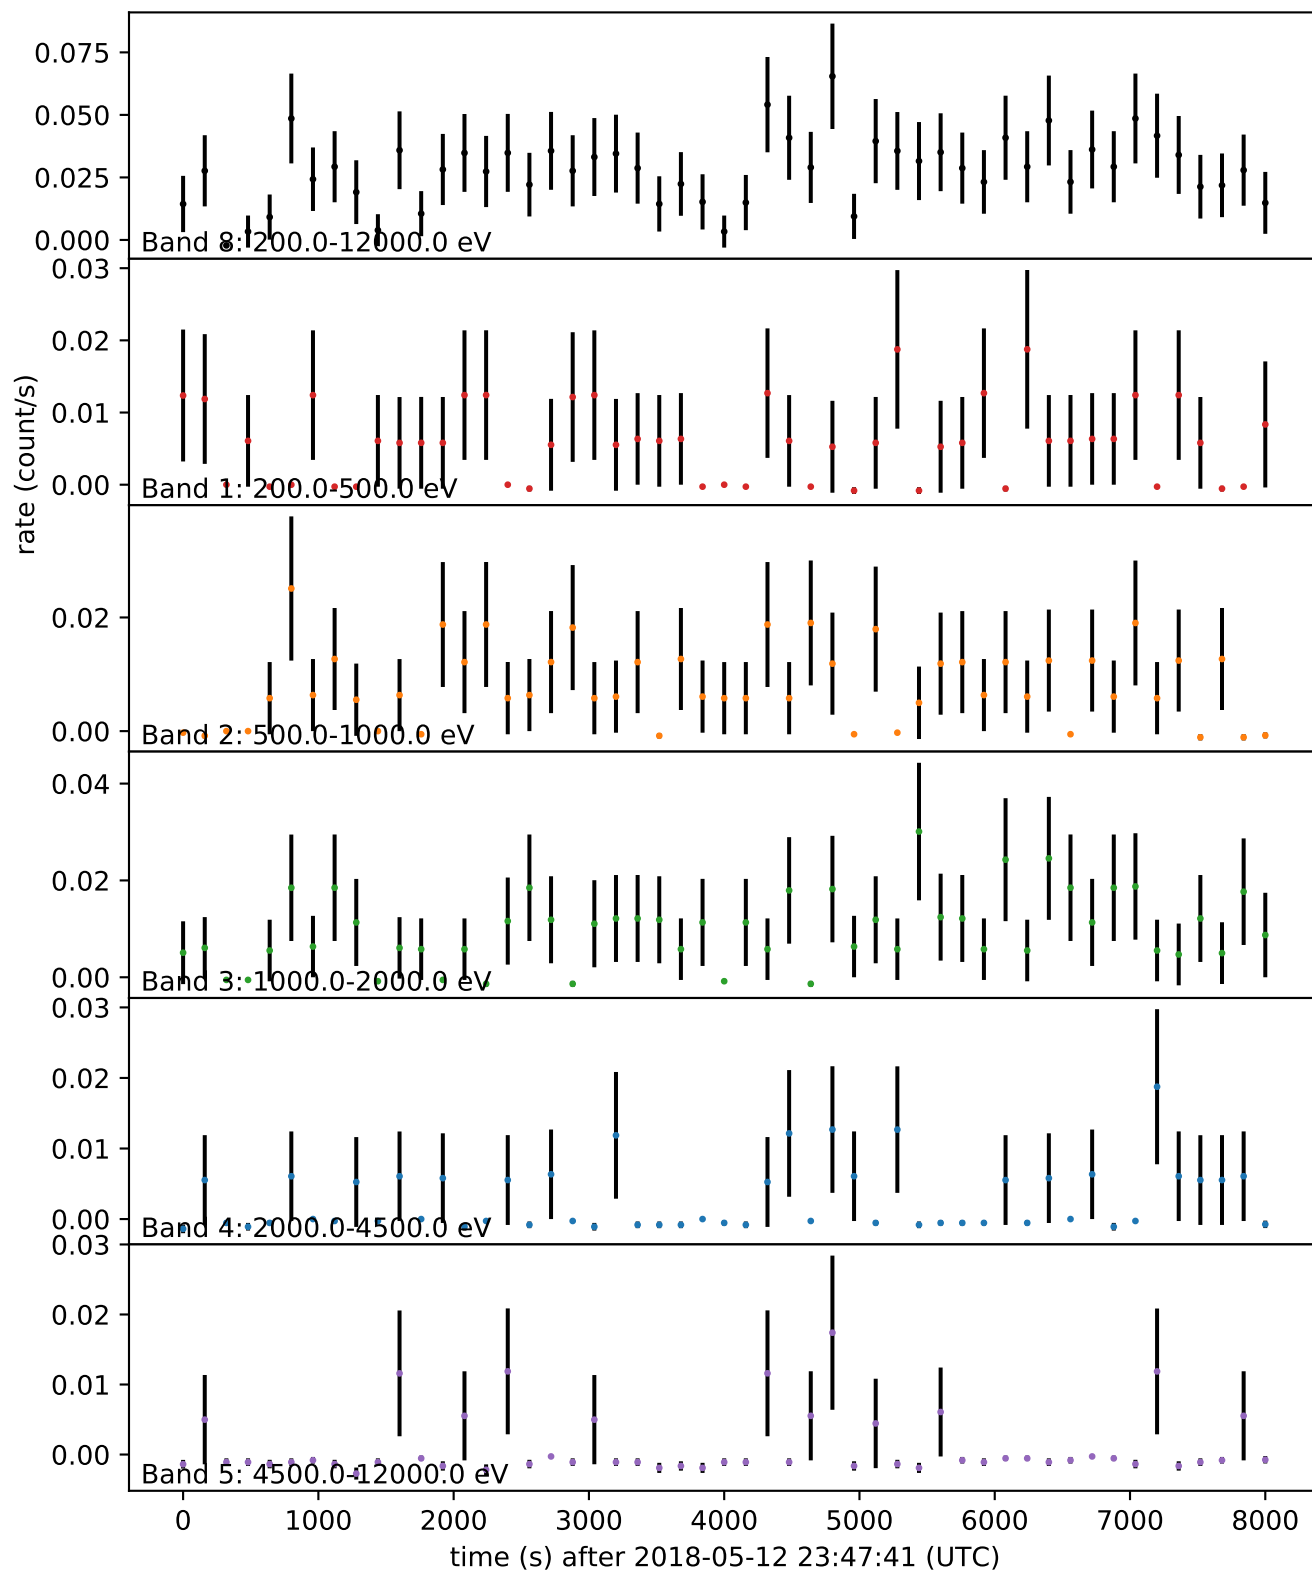 0.075
0.050
0.025
0.000
Band 8: 200.0-12000.0 eV
0.03
0.02
0.01
0.00
Band 1: 200.0-500.0 eV
rate (count/s)
0.02
0.00
Band 2: 500.0-1000.0 eV
0.04
0.02
0.00
Band 3: 1000.0-2000.0 eV
0.03
0.02
0.01
0.00
Band 4: 2000.0-4500.0 eV
0.03
0.02
0.01
0.00
Band 5: 4500.0-12000.0 eV
0 1000 2000 3000 4000 5000 6000 7000 8000
time (s) after 2018-05-12 23:47:41 (UTC)